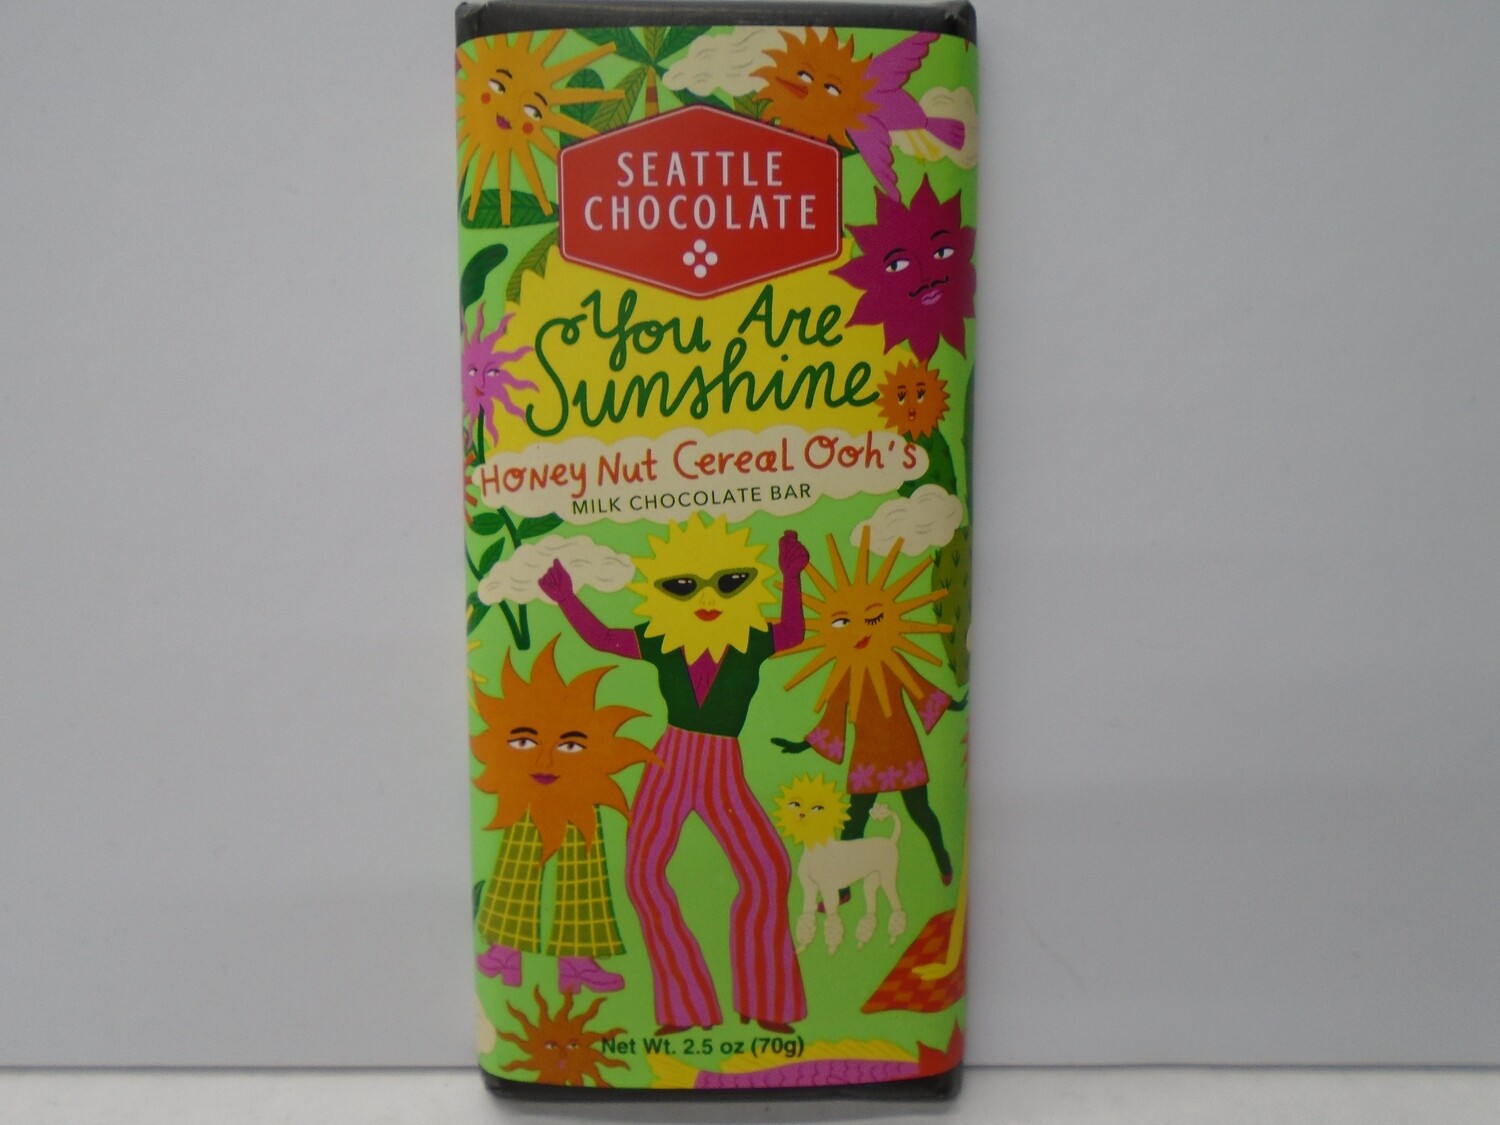 SEATTLE
CHOCOLATE
You Are
Sunshine
Honey Nut Cereal Ooh's
MILK CHOCOLATE BAR
Net Wt. 2.5 oz (70g)